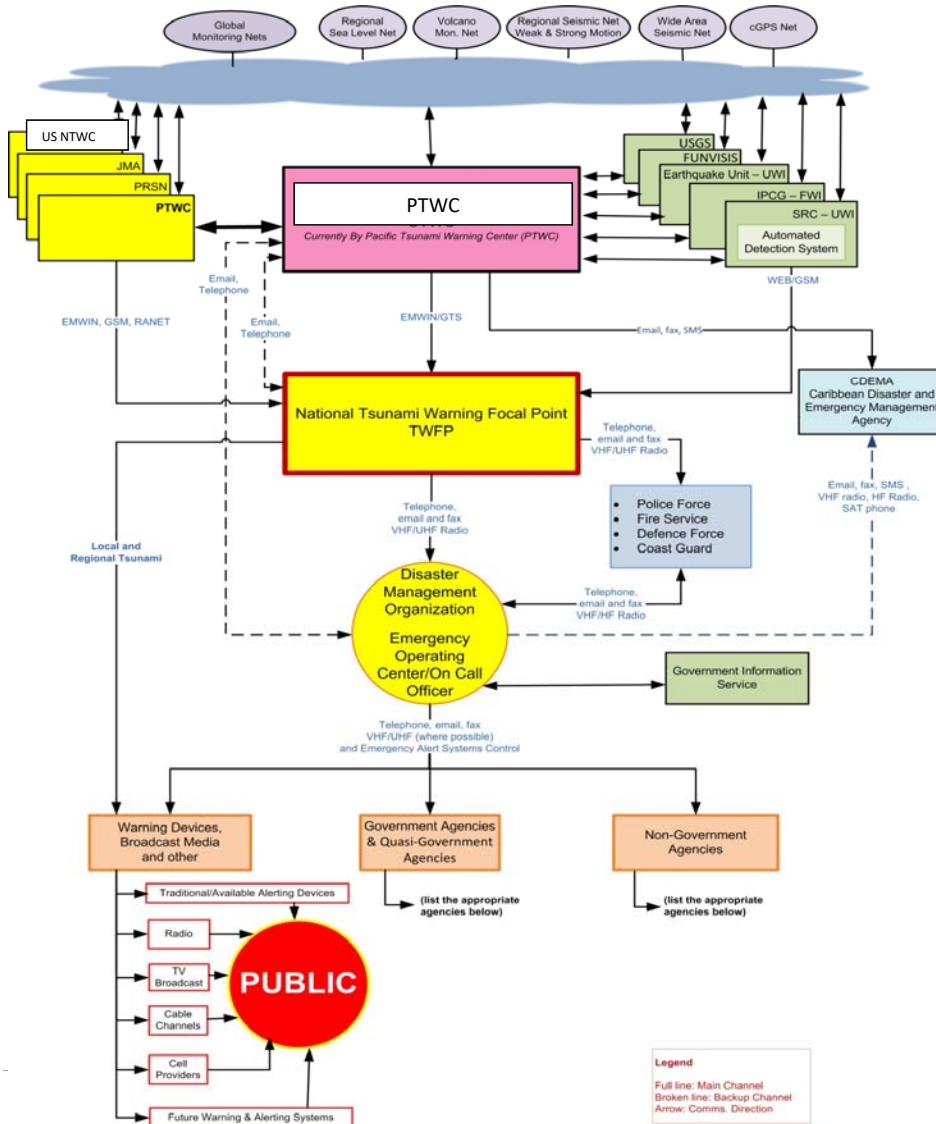 Global
Monitoring Nets
Regional
Sea Level Net
Volcano
Mon. Net
Regional Seismic Net
Weak & Strong Motion
Wide Area
Seismic Net
cGPS Net
US NTWC
JMA
PRSN
PTWC
PTWC
Currently By Pacific Tsunami Warning Center (PTWC)
USGS
FUNVISIS
Earthquake Unit – UWI
IPCG – FWI
SRC – UWI
Automated
Detection System
Email,
Telephone
Email,
Telephone
EMWIN, GSM, RANET
EMWIN/GTS
WEB/GSM
Email, fax, SMS
CDEMA
Caribbean Disaster and
Emergency Management
Agency
National Tsunami Warning Focal Point
TWFP
Telephone,
email and fax
VHF/UHF Radio
Email, fax, SMS ,
VHF radio, HF Radio,
SAT phone
• Police Force
• Fire Service
• Defence Force
• Coast Guard
Telephone,
email and fax
VHF/UHF Radio
Local and
Regional Tsunami
Disaster
Management
Organization
Emergency
Operating
Center/On Call
Officer
Telephone,
email and fax
VHF/HF Radio
Government Information
Service
Telephone, email, fax
VHF/UHF (where possible)
and Emergency Alert Systems Control
Warning Devices,
Broadcast Media
and other
Government Agencies
& Quasi-Government
Agencies
Non-Government
Agencies
(list the appropriate
agencies below)
(list the appropriate
agencies below)
Traditional/Available Alerting Devices
Radio
TV
Broadcast
Cable
Channels
Cell
Providers
Future Warning & Alerting Systems
PUBLIC
Legend
Full line: Main Channel
Broken line: Backup Channel
Arrow: Comms. Direction